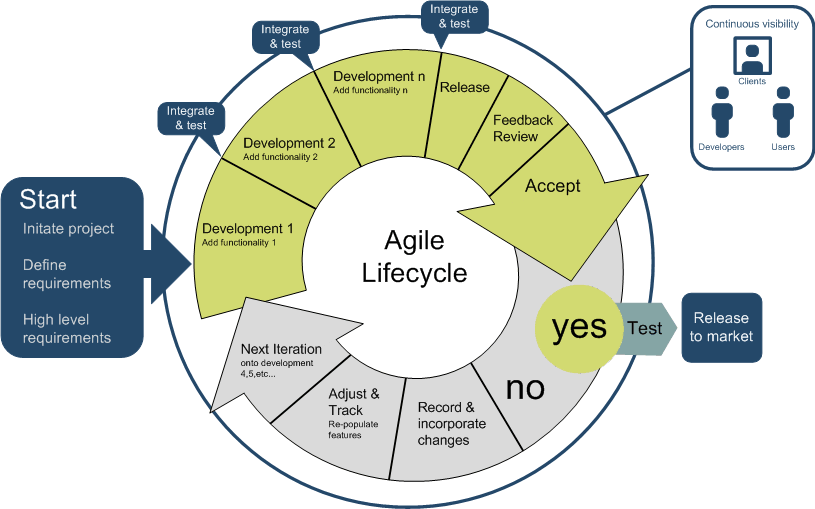 Integrate
& test
Integrate
& test
Integrate
& test
Continuous visibility
Clients
Developers
Users
Start
Initate project
Define
requirements
High level
requirements
Development 1
Add functionality 1
Development 2
Add functionality 2
Development n
Add functionality n
Release
Feedback
Review
Accept
Agile
Lifecycle
yes
Test
Release
to market
no
Record &
incorporate
changes
Adjust &
Track
Re-populate
features
Next Iteration
onto development
4,5,etc...